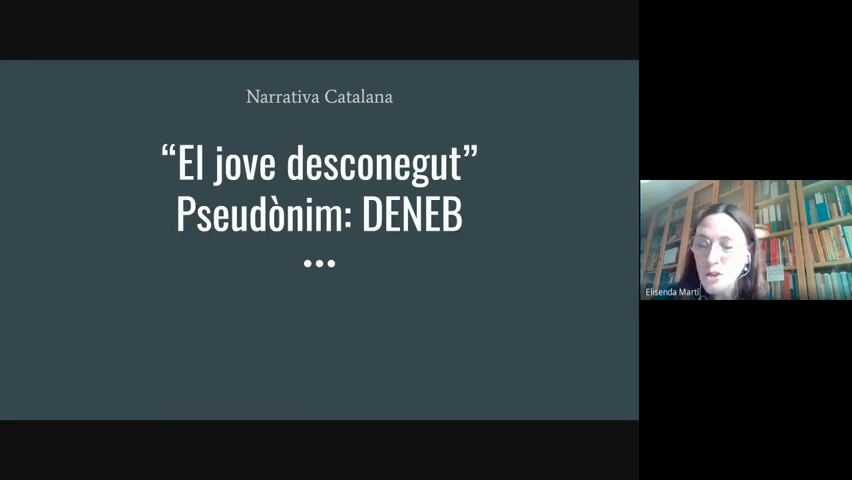 Narrativa Catalana
“El jove desconegut”
Pseudònim: DENEB
•••
Elisenda Martí